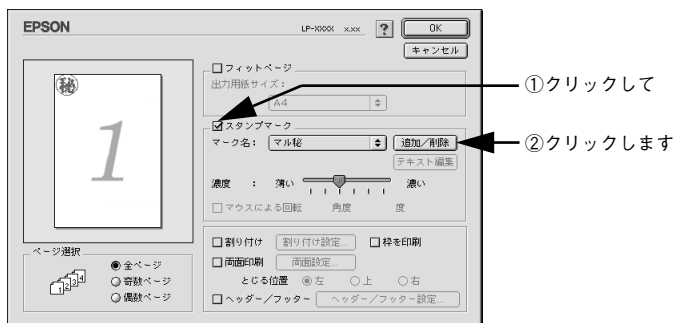 EPSON
LP-XXXX x.xx
?
OK
キャンセル
フィットページ
出力用紙サイズ：
A4
①クリックして
スタンプマーク
マーク名： マル秘
追加／削除
②クリックします
テキスト編集
濃度 ： 薄い 濃い
マウスによる回転 角度 度
㊙
1
割り付け 割り付け設定... 枠を印刷
両面印刷 両面設定...
とじる位置 左 上 右
ヘッダー／フッター ヘッダー／フッター設定...
ページ選択
1 2 3 4
全ページ
奇数ページ
偶数ページ